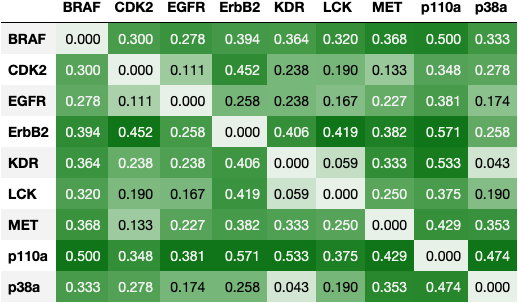 BRAF CDK2 EGFR ErbB2 KDR LCK MET p110a p38a
BRAF 0.000 0.300 0.278 0.394 0.364 0.320 0.368 0.500 0.333
CDK2 0.300 0.000 0.111 0.452 0.238 0.190 0.133 0.348 0.278
EGFR 0.278 0.111 0.000 0.258 0.238 0.167 0.227 0.381 0.174
ErbB2 0.394 0.452 0.258 0.000 0.406 0.419 0.382 0.571 0.258
KDR 0.364 0.238 0.238 0.406 0.000 0.059 0.333 0.533 0.043
LCK 0.320 0.190 0.167 0.419 0.059 0.000 0.250 0.375 0.190
MET 0.368 0.133 0.227 0.382 0.333 0.250 0.000 0.429 0.353
p110a 0.500 0.348 0.381 0.571 0.533 0.375 0.429 0.000 0.474
p38a 0.333 0.278 0.174 0.258 0.043 0.190 0.353 0.474 0.000